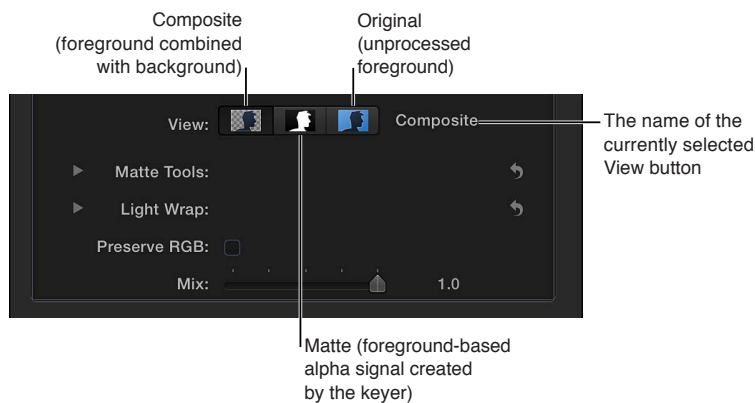 Composite
(foreground combined
with background)
Original
(unprocessed
foreground)
View:
Composite
The name of the
currently selected
View button
Matte Tools:
Light Wrap:
Preserve RGB:
Mix:
1.0
Matte (foreground-based
alpha signal created
by the keyer)